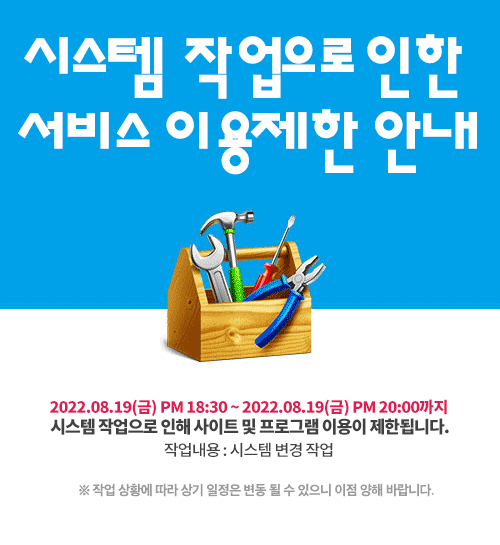 시스템 작업으로 인한
서비스 이용제한 안내
2022.08.19(금) PM 18:30 ~ 2022.08.19(금) PM 20:00까지
시스템 작업으로 인해 사이트 및 프로그램 이용이 제한됩니다.
작업내용 : 시스템 변경 작업
※ 작업 상황에 따라 상기 일정은 변동 될 수 있으니 이점 양해 바랍니다.